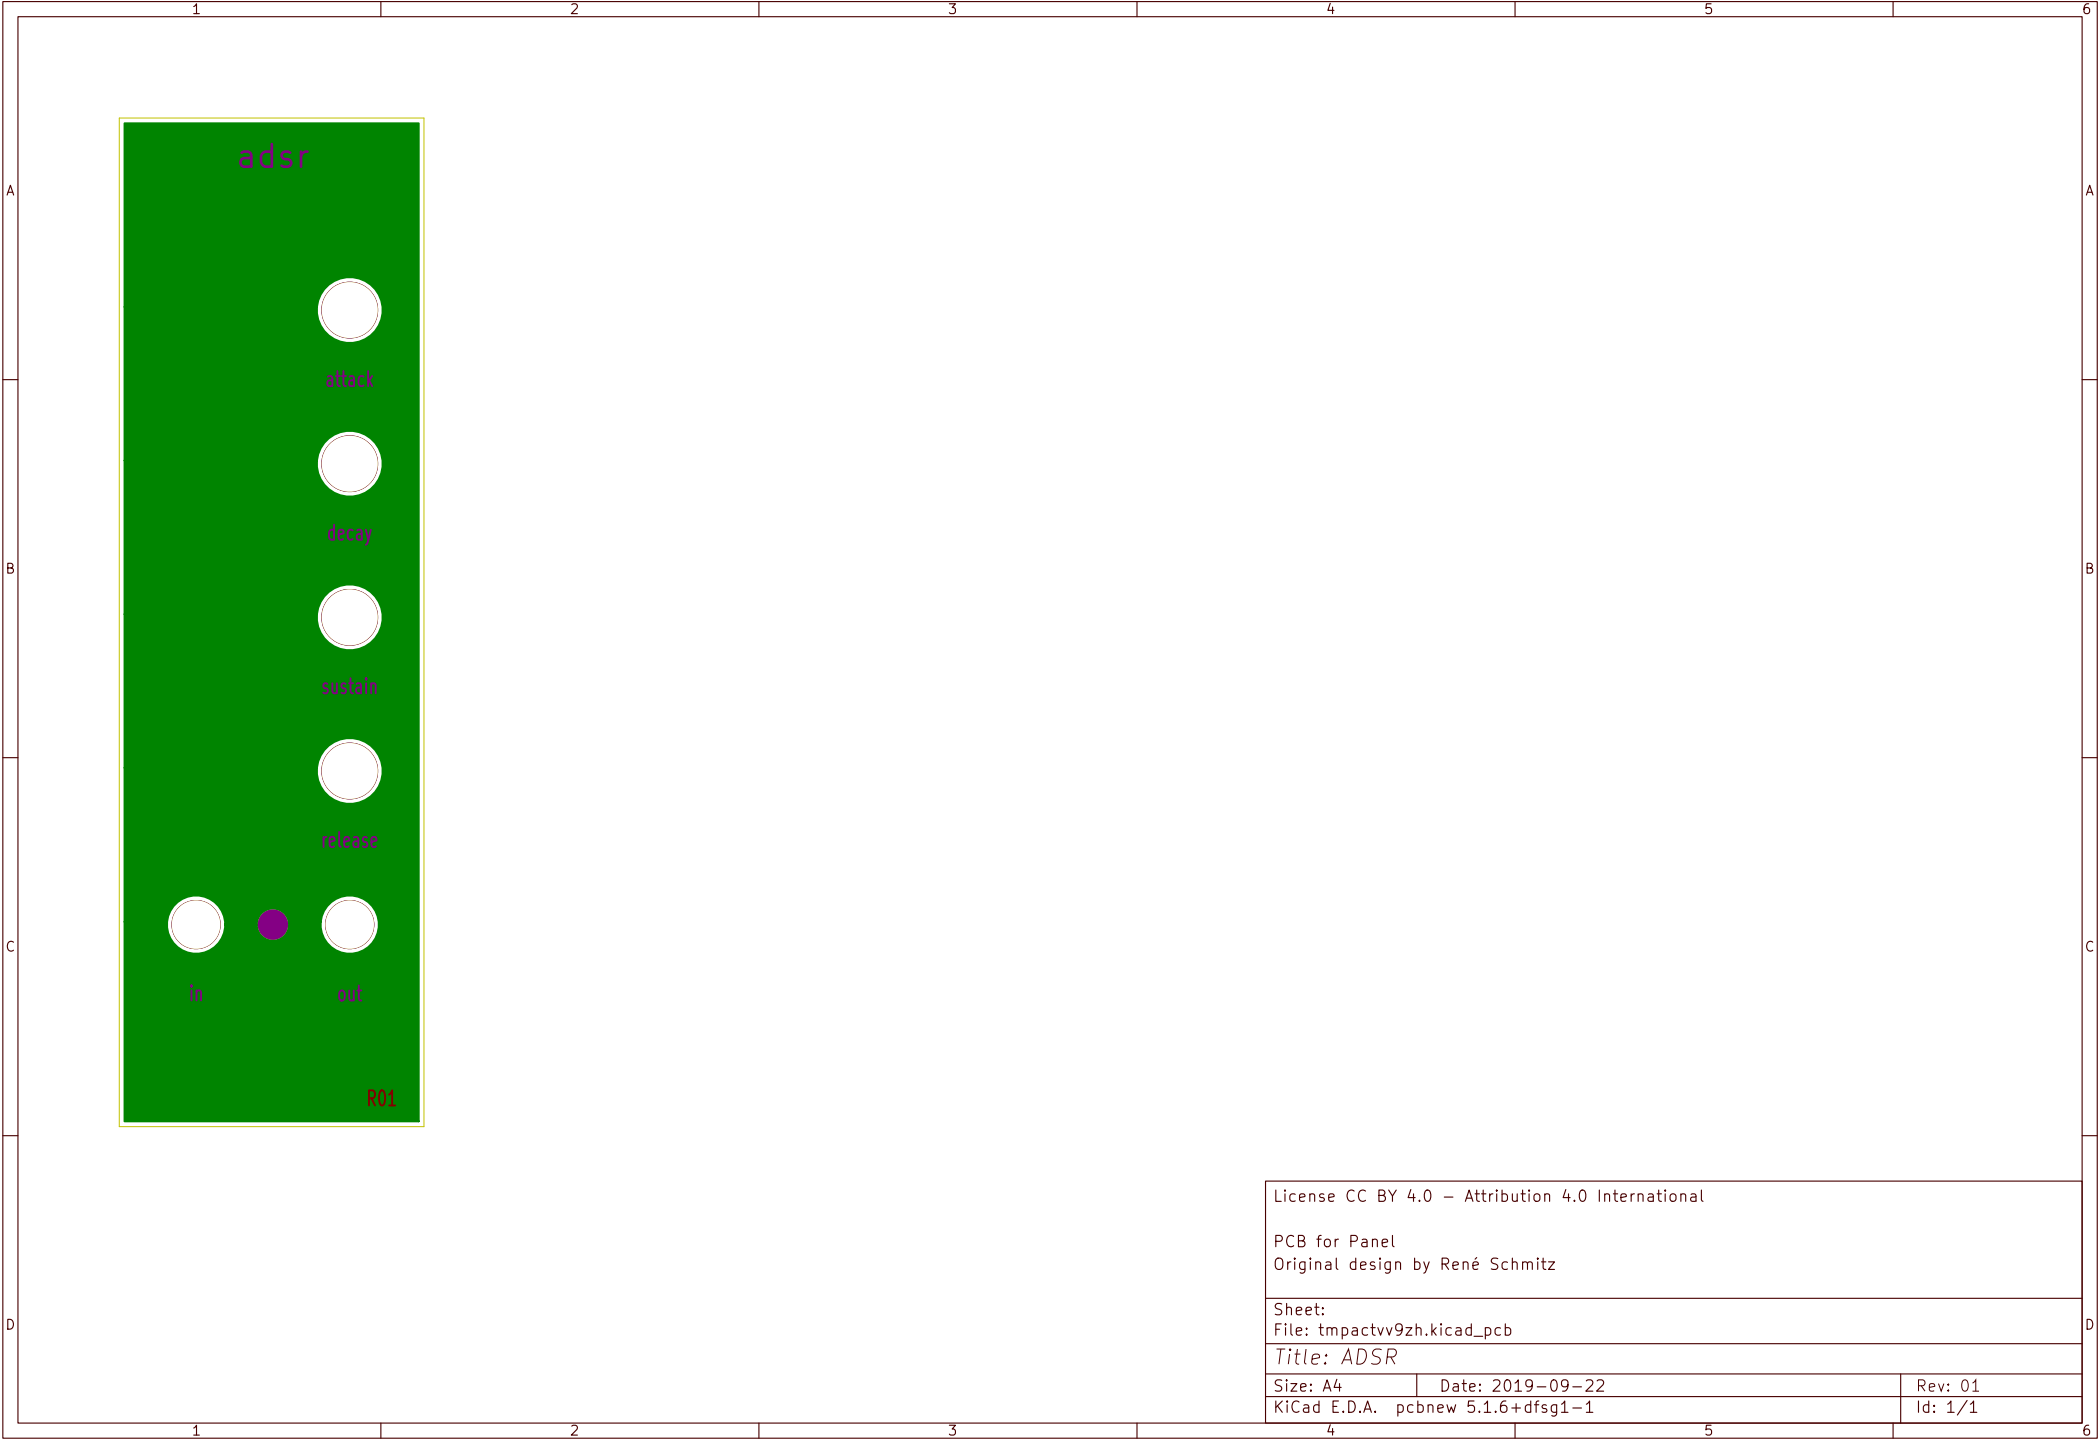 1 2 3 4 5 6
A A
adsr
attack
decay
B B
sustain
release
C C
in out
R01
License CC BY 4.0 - Attribution 4.0 International
PCB for Panel
Original design by René Schmitz
Sheet:
File: tmpactvv9zh.kicad_pcb
D D
Title: ADSR
Size: A4 Date: 2019-09-22 Rev: 01
KiCad E.D.A. pcbnew 5.1.6+dfsg1-1 Id: 1/1
1 2 3 4 5 6